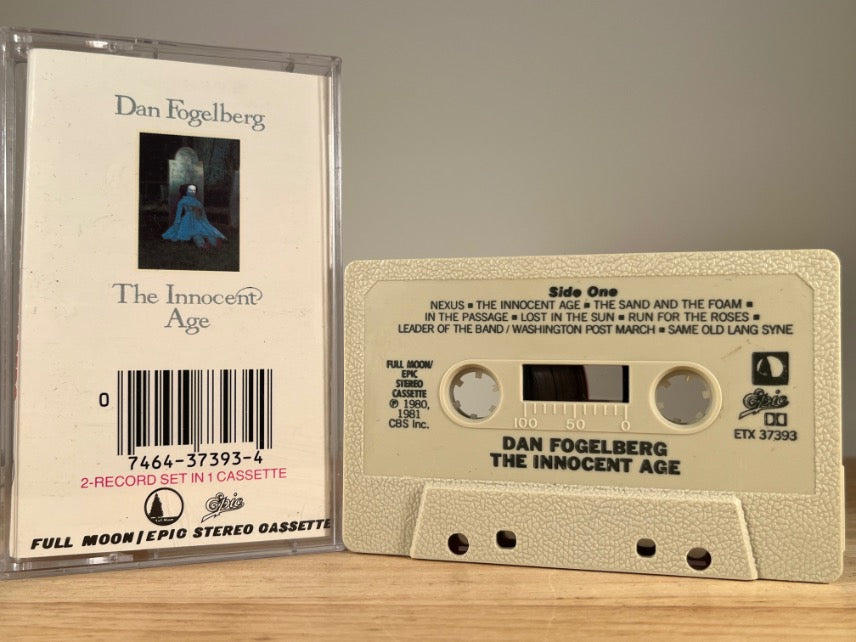 Dan Fogelberg
The Innocent
Age
0
7464-37393-4
2-RECORD SET IN 1 CASSETTE
Full Moon
Epic
FULL MOON/EPIC STEREO CASSETTE
Side One
NEXUS ■ THE INNOCENT AGE ■ THE SAND AND THE FOAM ■
IN THE PASSAGE ■ LOST IN THE SUN ■ RUN FOR THE ROSES ■
LEADER OF THE BAND/WASHINGTON POST MARCH ■ SAME OLD LANG SYNE
FULL MOON/
EPIC
STEREO
CASSETTE
℗ 1980,
1981
CBS Inc.
100 50 0
Epic
ETX 37393
DAN FOGELBERG
THE INNOCENT AGE